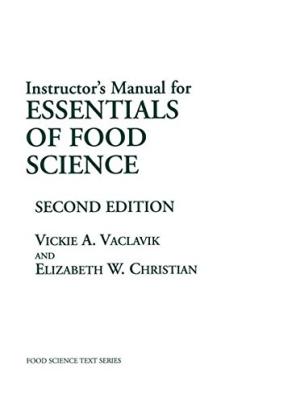 Instructor's Manual for
ESSENTIALS
OF FOOD
SCIENCE
SECOND EDITION
VICKIE A. VACLAVIK
AND
ELIZABETH W. CHRISTIAN
FOOD SCIENCE TEXT SERIES